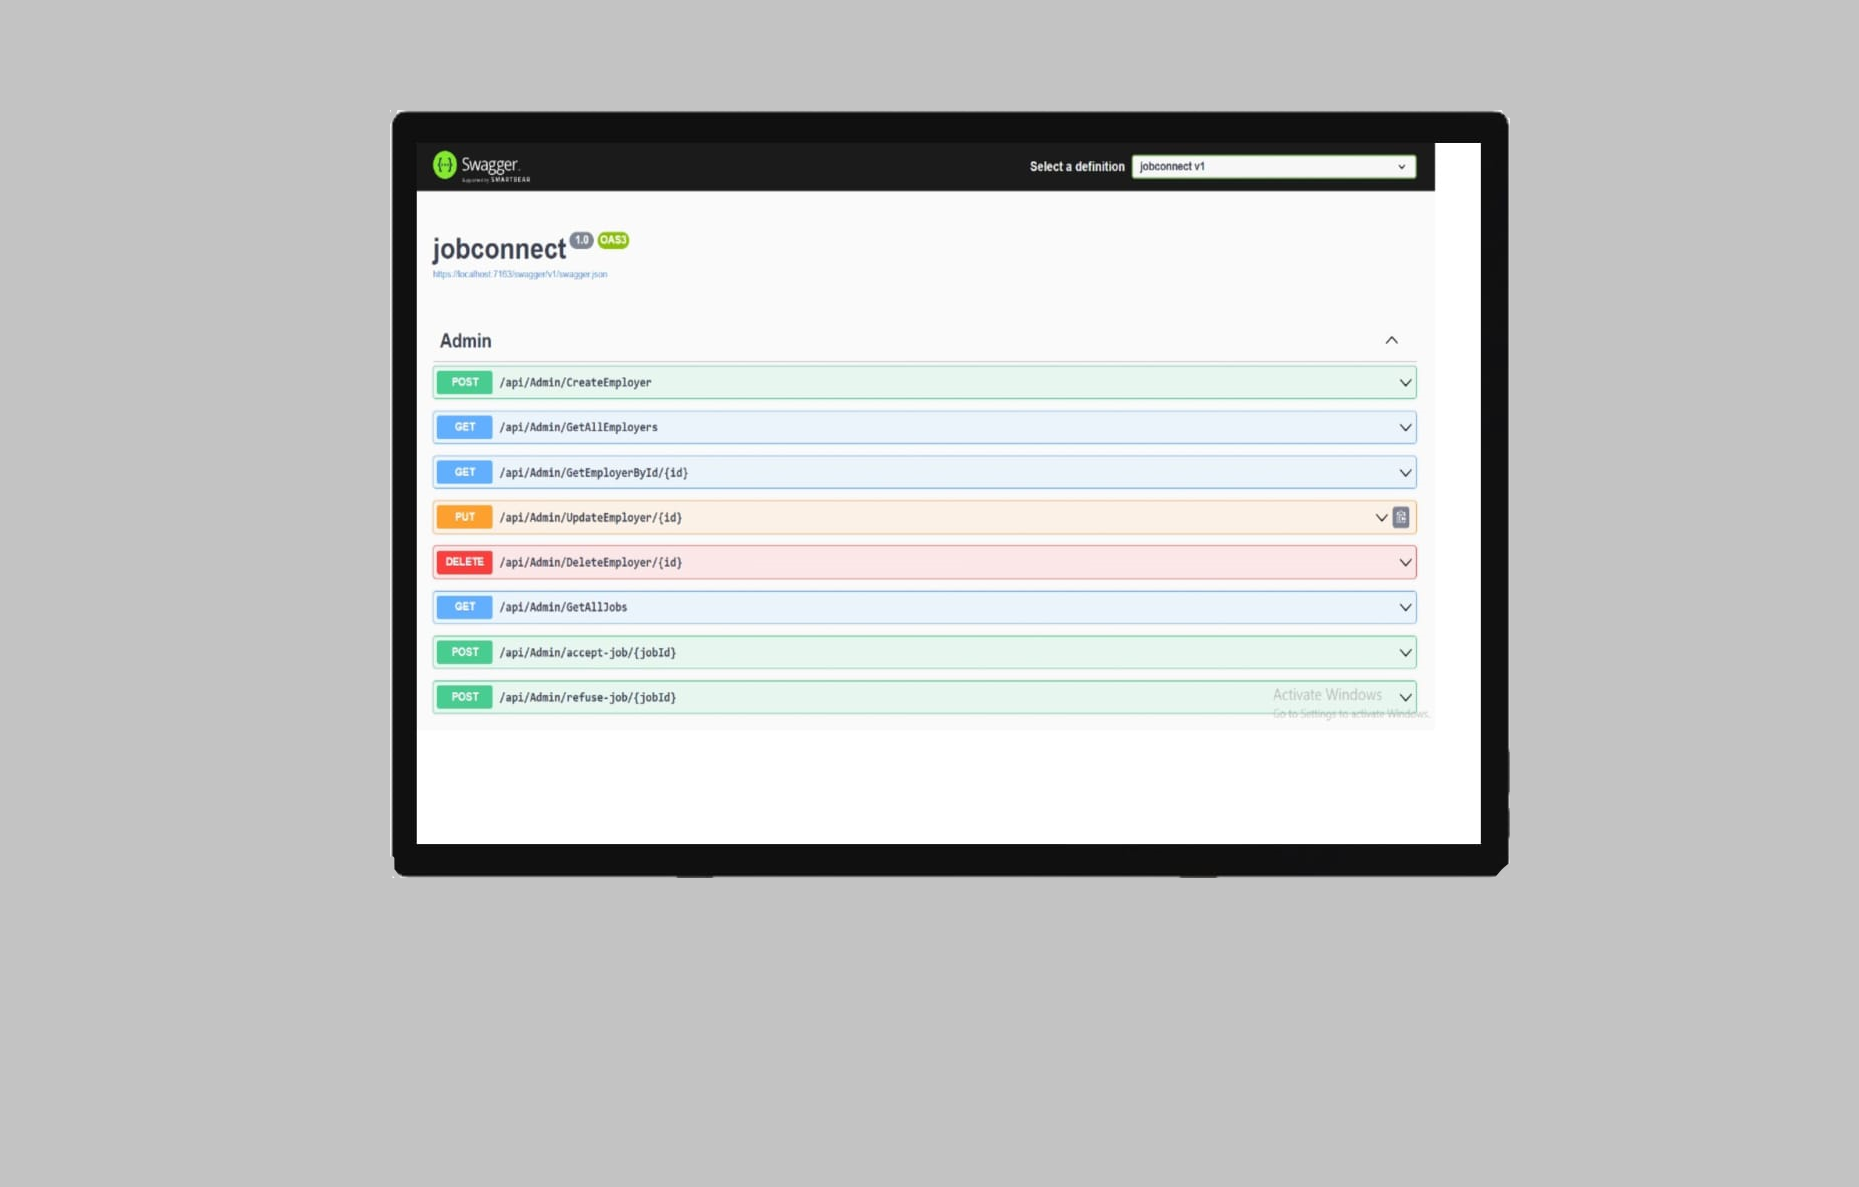 Swagger.
Supported by SMARTBEAR
Select a definition
jobconnect v1
jobconnect 1.0 OAS3
https://localhost:7163/swagger/v1/swagger.json
Admin
POST /api/Admin/CreateEmployer
GET /api/Admin/GetAllEmployers
GET /api/Admin/GetEmployerById/{id}
PUT /api/Admin/UpdateEmployer/{id}
DELETE /api/Admin/DeleteEmployer/{id}
GET /api/Admin/GetAllJobs
POST /api/Admin/accept-job/{jobId}
POST /api/Admin/refuse-job/{jobId}
Activate Windows
Go to Settings to activate Windows.